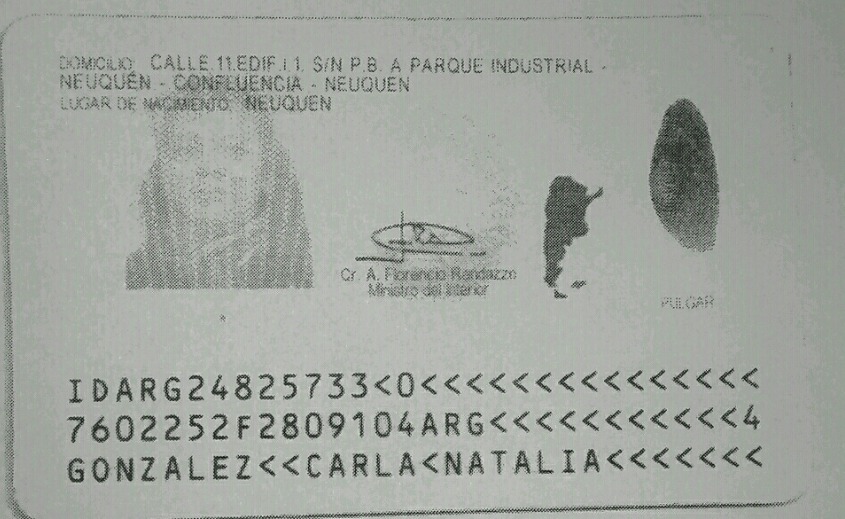 DOMICILIO: CALLE 11.EDIF.I 1. S/N P.B. A PARQUE INDUSTRIAL -
NEUQUÉN - CONFLUENCIA - NEUQUEN
LUGAR DE NACIMIENTO: NEUQUEN
Cr. A. Florencio Randazzo
Ministro del Interior
PULGAR
IDARG24825733<0<<<<<<<<<<<<<<<
7602252F2809104ARG<<<<<<<<<<<4
GONZALEZ<<CARLA<NATALIA<<<<<<<